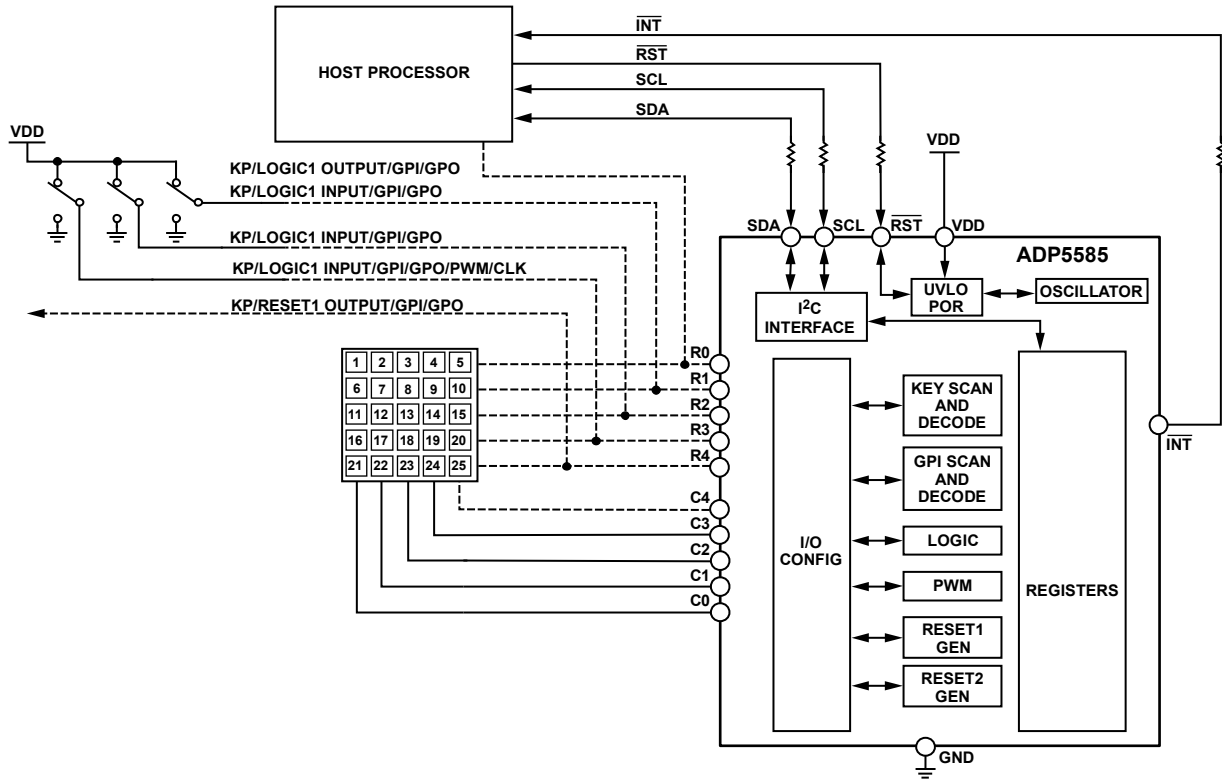 INT
HOST PROCESSOR
RST
SCL
SDA
VDD
KP/LOGIC1 OUTPUT/GPI/GPO
KP/LOGIC1 INPUT/GPI/GPO
KP/LOGIC1 INPUT/GPI/GPO
KP/LOGIC1 INPUT/GPI/GPO/PWM/CLK
KP/RESET1 OUTPUT/GPI/GPO
VDD
SDA SCL RST VDD
ADP5585
I2C
INTERFACE
UVLO
POR
OSCILLATOR
1 2 3 4 5
6 7 8 9 10
11 12 13 14 15
16 17 18 19 20
21 22 23 24 25
R0
R1
R2
R3
R4
C4
C3
C2
C1
C0
I/O
CONFIG
KEY SCAN
AND
DECODE
GPI SCAN
AND
DECODE
LOGIC
PWM
RESET1
GEN
RESET2
GEN
REGISTERS
INT
GND